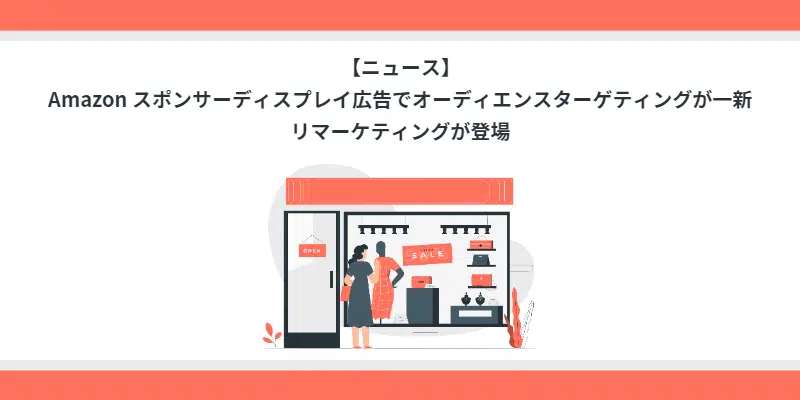 【ニュース】
Amazon スポンサーディスプレイ広告でオーディエンスターゲティングが一新
リマーケティングが登場
OPEN
SALE